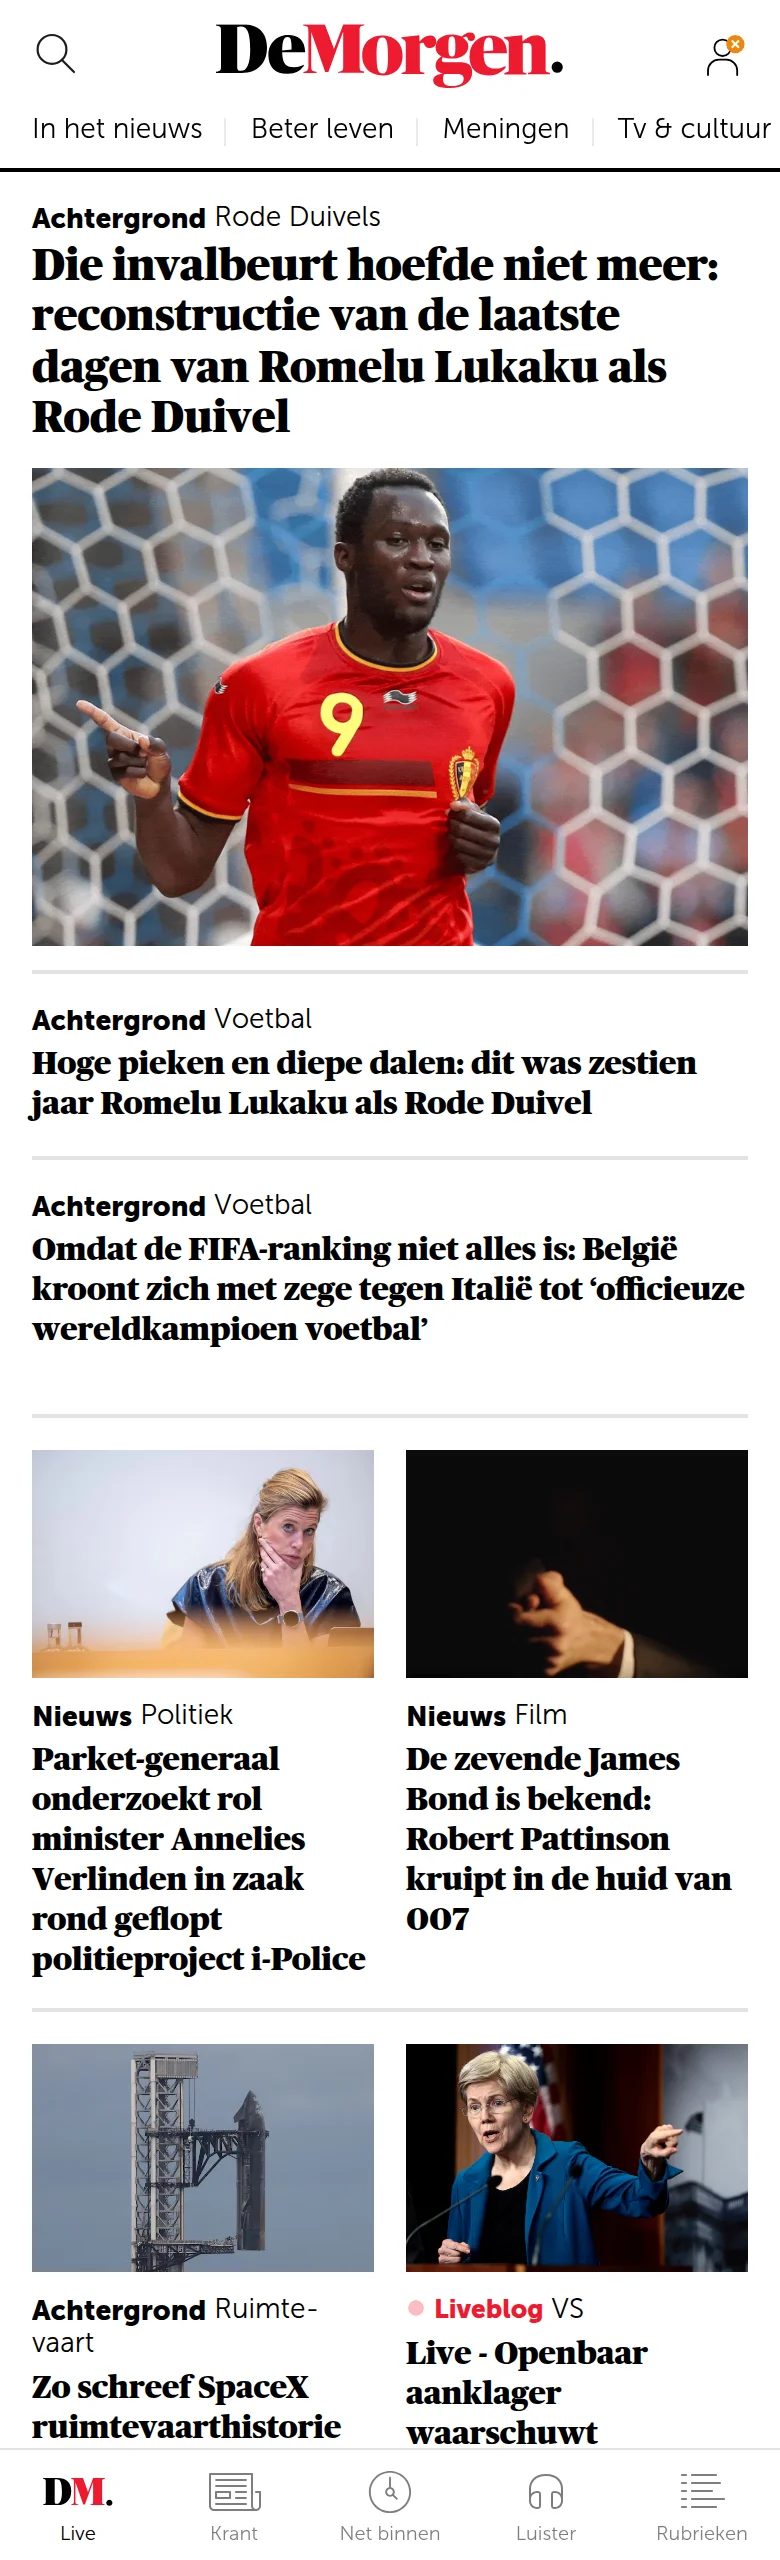 DeMorgen.
In het nieuws
Beter leven
Meningen
Tv & cultuur
Achtergrond Rode Duivels
Die invalbeurt hoefde niet meer:
reconstructie van de laatste
dagen van Romelu Lukaku als
Rode Duivel
9
Achtergrond Voetbal
Hoge pieken en diepe dalen: dit was zestien
jaar Romelu Lukaku als Rode Duivel
Achtergrond Voetbal
Omdat de FIFA-ranking niet alles is: België
kroont zich met zege tegen Italië tot ‘officieuze
wereldkampioen voetbal’
Nieuws Politiek
Parket-generaal
onderzoekt rol
minister Annelies
Verlinden in zaak
rond geflopt
politieproject i-Police
Nieuws Film
De zevende James
Bond is bekend:
Robert Pattinson
kruipt in de huid van
007
Achtergrond Ruimte-
vaart
Zo schreef SpaceX
ruimtevaarthistorie
Liveblog VS
Live - Openbaar
aanklager
waarschuwt
DM.
Live
Krant
Net binnen
Luister
Rubrieken